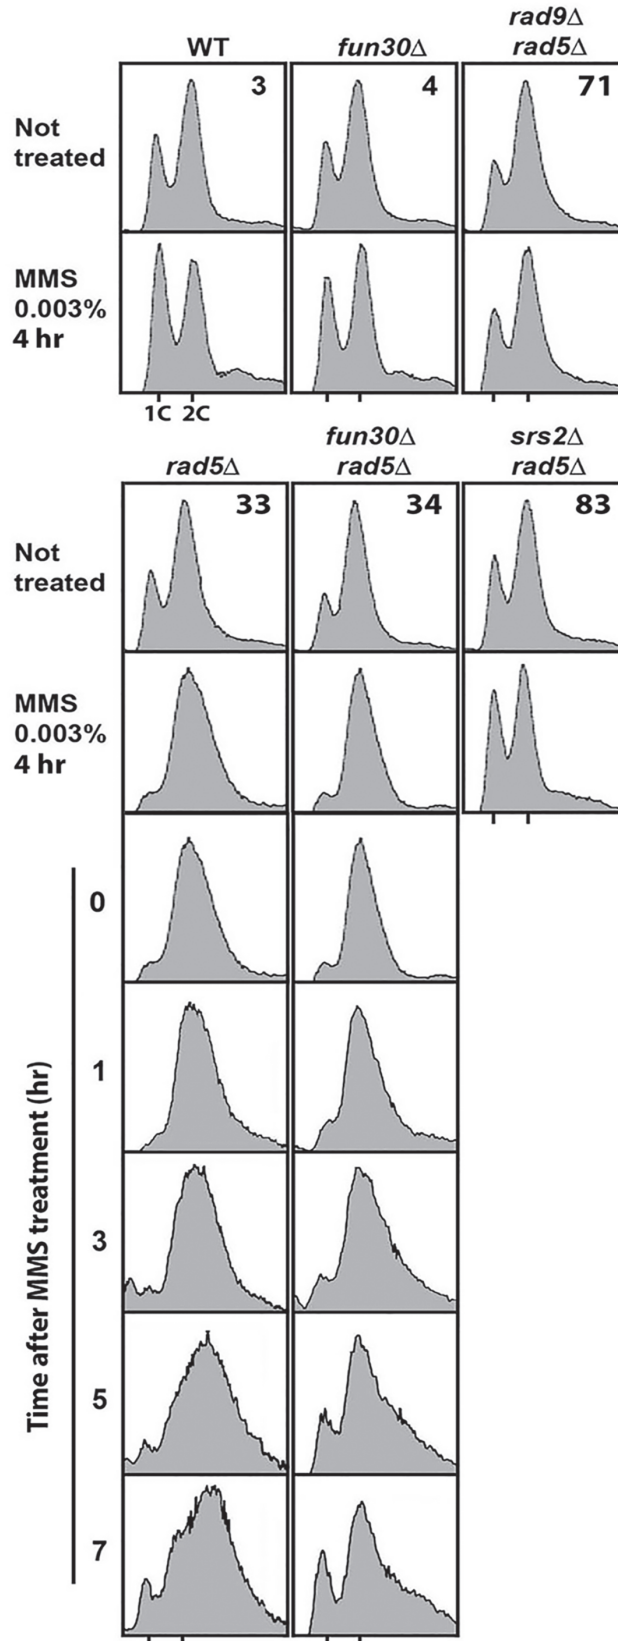 WT fun30Δ rad9Δ
rad5Δ
Not
treated
3 4 71
MMS
0.003%
4 hr
1C 2C
rad5Δ fun30Δ
rad5Δ srs2Δ
rad5Δ
Not
treated
33 34 83
MMS
0.003%
4 hr
Time after MMS treatment (hr)
0
1
3
5
7